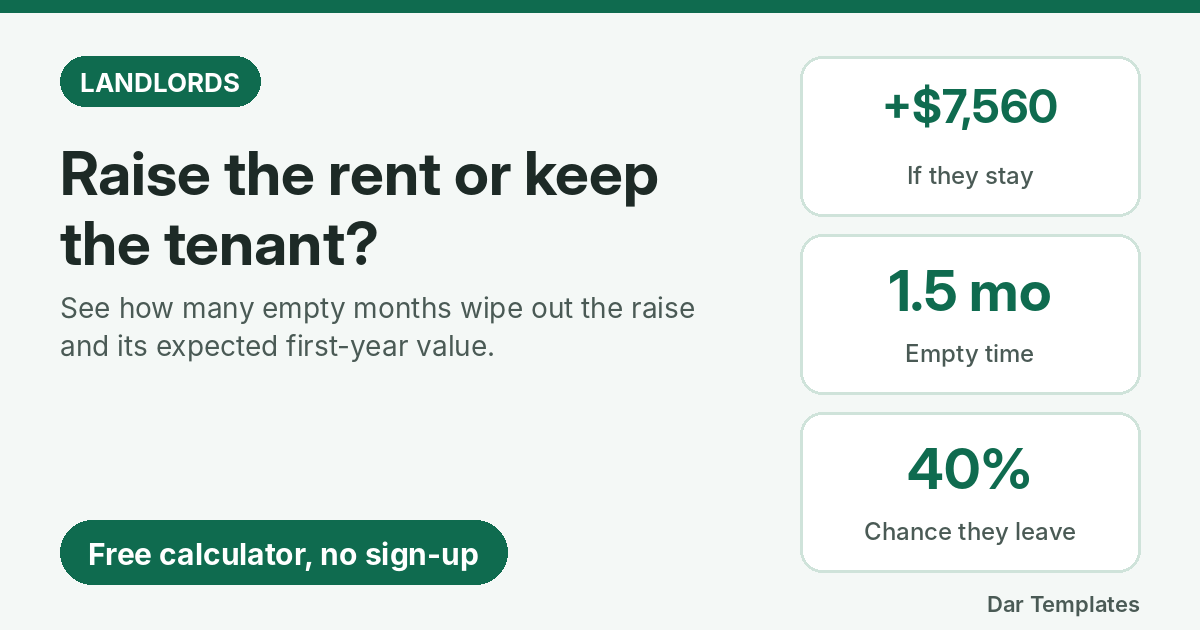 LANDLORDS
Raise the rent or keep
the tenant?
See how many empty months wipe out the raise
and its expected first-year value.
Free calculator, no sign-up
+$7,560
If they stay
1.5 mo
Empty time
40%
Chance they leave
Dar Templates